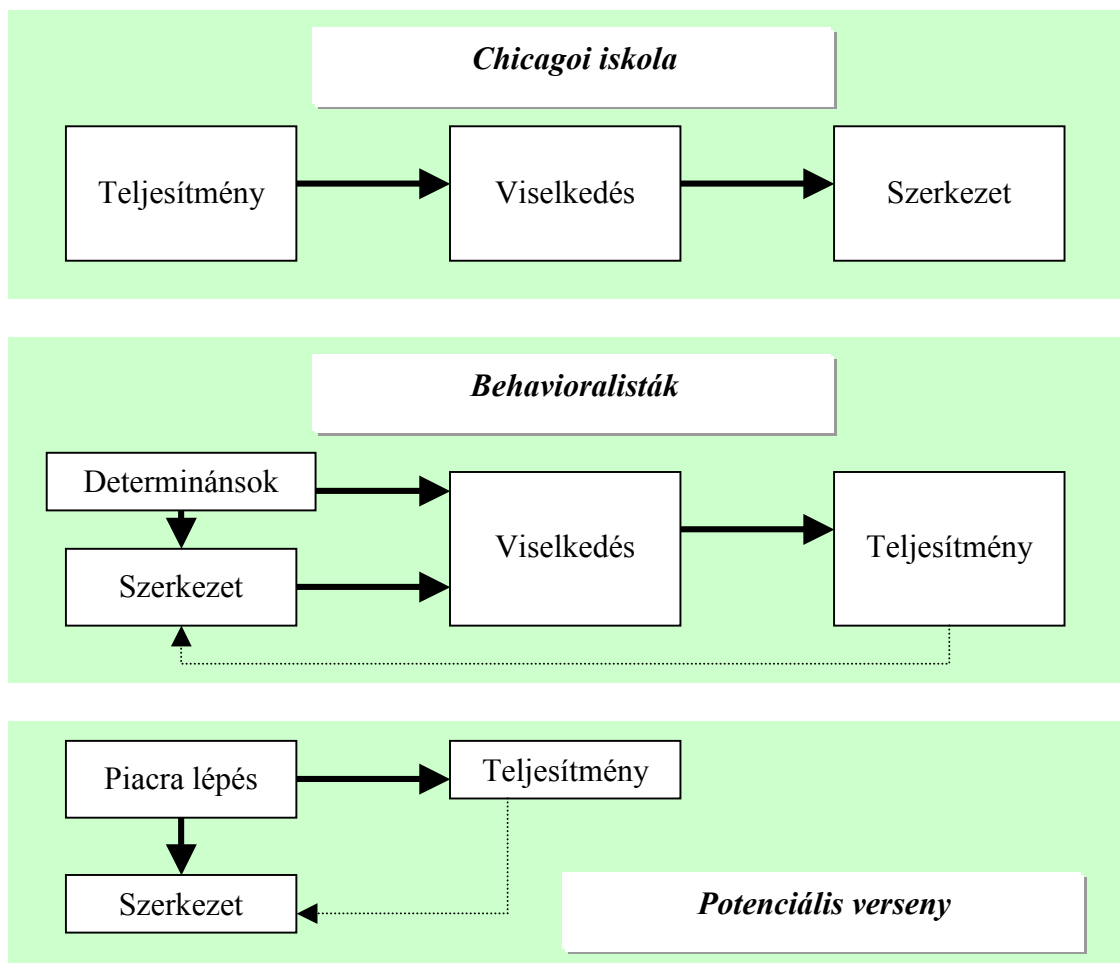 Chicagoi iskola
Teljesítmény
Viselkedés
Szerkezet
Behavioralisták
Determinánsok
Szerkezet
Viselkedés
Teljesítmény
Piacra lépés
Teljesítmény
Szerkezet
Potenciális verseny